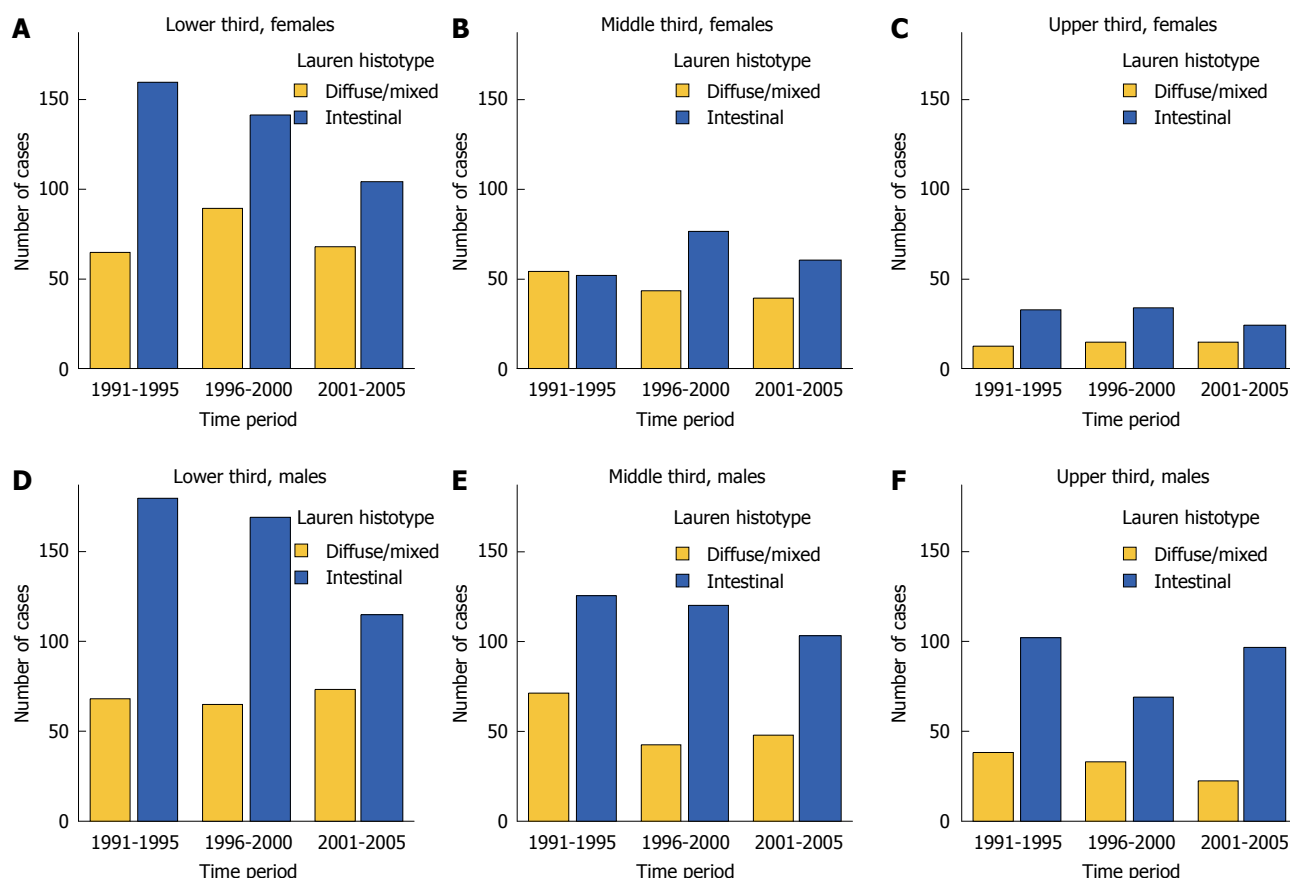 A
Lower third, females
Lauren histotype
Diffuse/mixed
Intestinal
Number of cases
150
100
50
0
1991-1995 1996-2000 2001-2005
Time period
B
Middle third, females
Lauren histotype
Diffuse/mixed
Intestinal
Number of cases
150
100
50
0
1991-1995 1996-2000 2001-2005
Time period
C
Upper third, females
Lauren histotype
Diffuse/mixed
Intestinal
Number of cases
150
100
50
0
1991-1995 1996-2000 2001-2005
Time period
D
Lower third, males
Lauren histotype
Diffuse/mixed
Intestinal
Number of cases
150
100
50
0
1991-1995 1996-2000 2001-2005
Time period
E
Middle third, males
Lauren histotype
Diffuse/mixed
Intestinal
Number of cases
150
100
50
0
1991-1995 1996-2000 2001-2005
Time period
F
Upper third, males
Lauren histotype
Diffuse/mixed
Intestinal
Number of cases
150
100
50
0
1991-1995 1996-2000 2001-2005
Time period